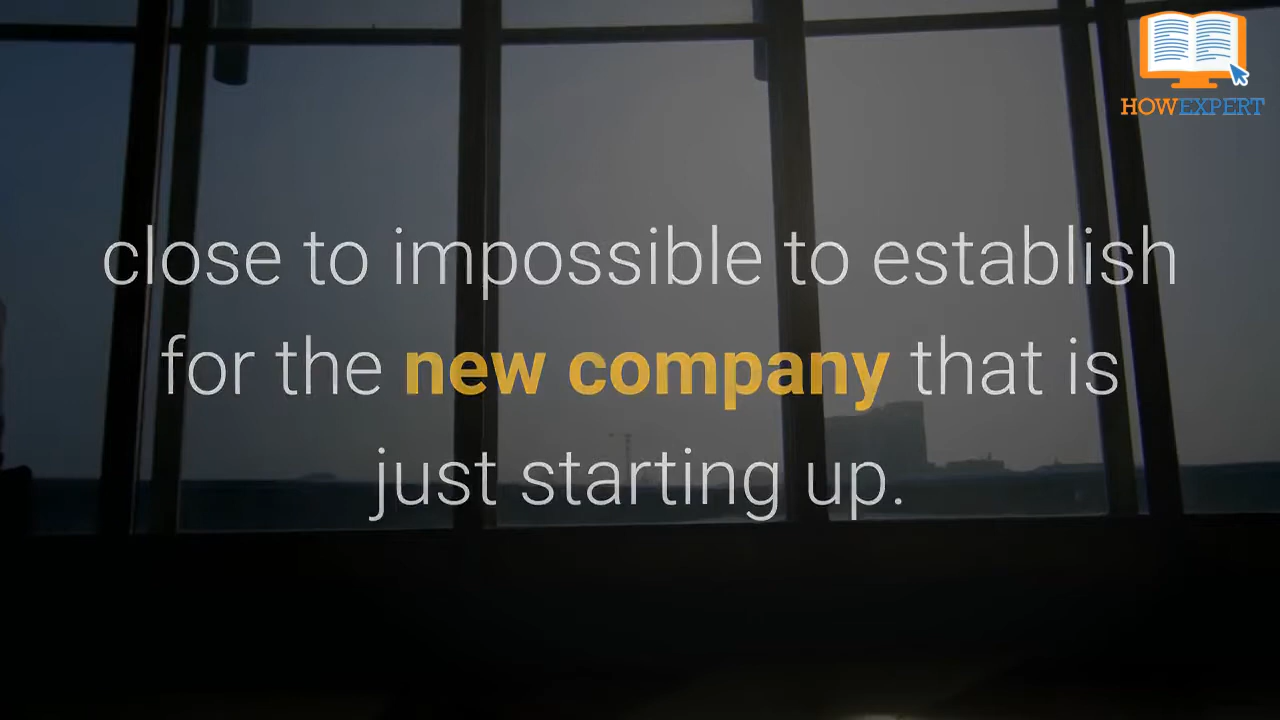 HOWEXPERT
close to impossible to establish
for the new company that is
just starting up.